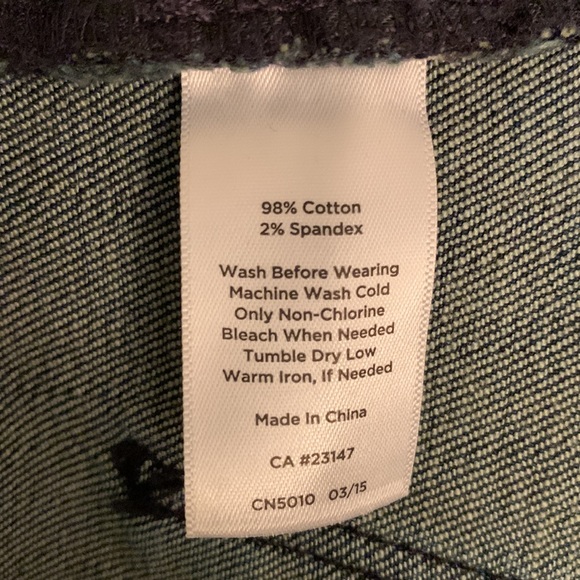 98% Cotton
2% Spandex
Wash Before Wearing
Machine Wash Cold
Only Non-Chlorine
Bleach When Needed
Tumble Dry Low
Warm Iron, If Needed
Made In China
CA #23147
CN5010 03/15